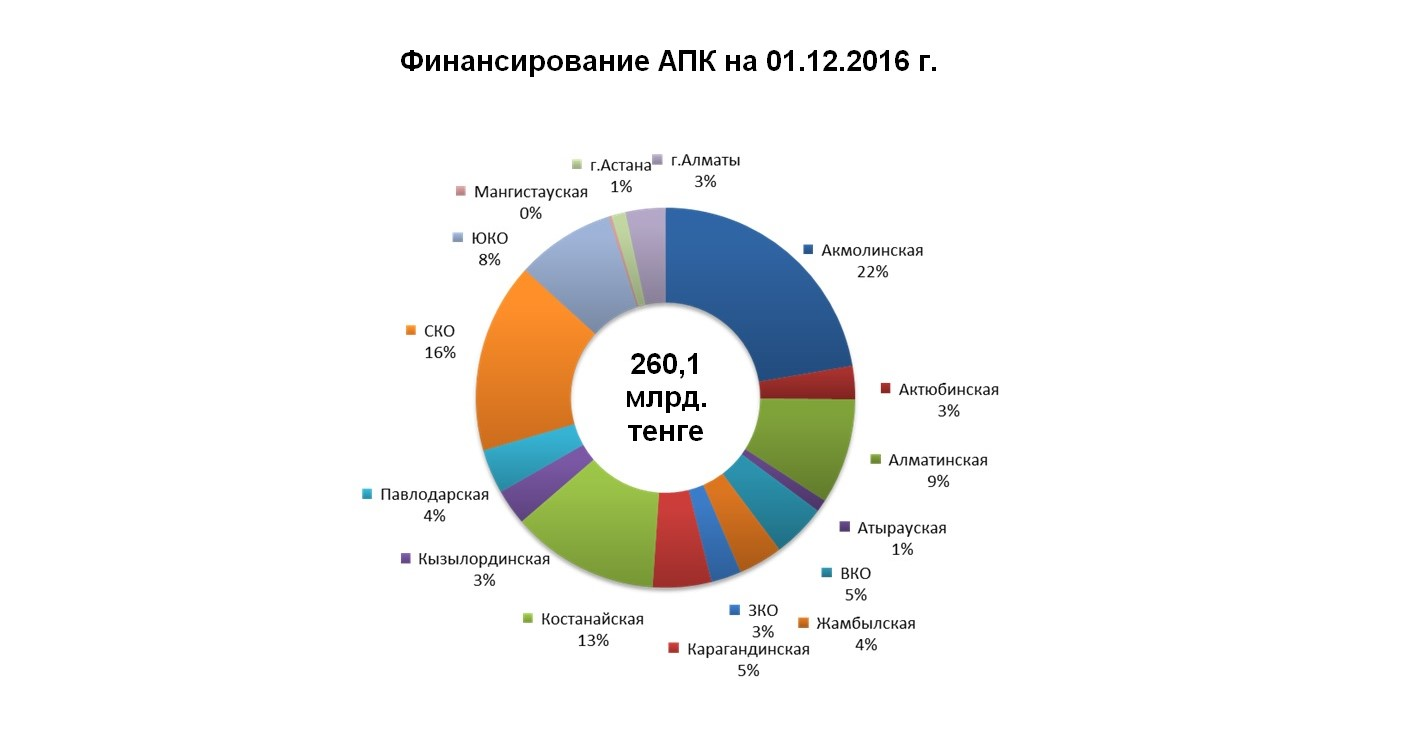 Финансирование АПК на 01.12.2016 г.
г.Астана
1%
г.Алматы
3%
Мангистауская
0%
ЮКО
8%
Акмолинская
22%
СКО
16%
260,1
млрд.
тенге
Актюбинская
3%
Алматинская
9%
Павлодарская
4%
Атырауская
1%
Кызылординская
3%
ВКО
5%
Костанайская
13%
ЗКО
3%
Жамбылская
4%
Карагандинская
5%